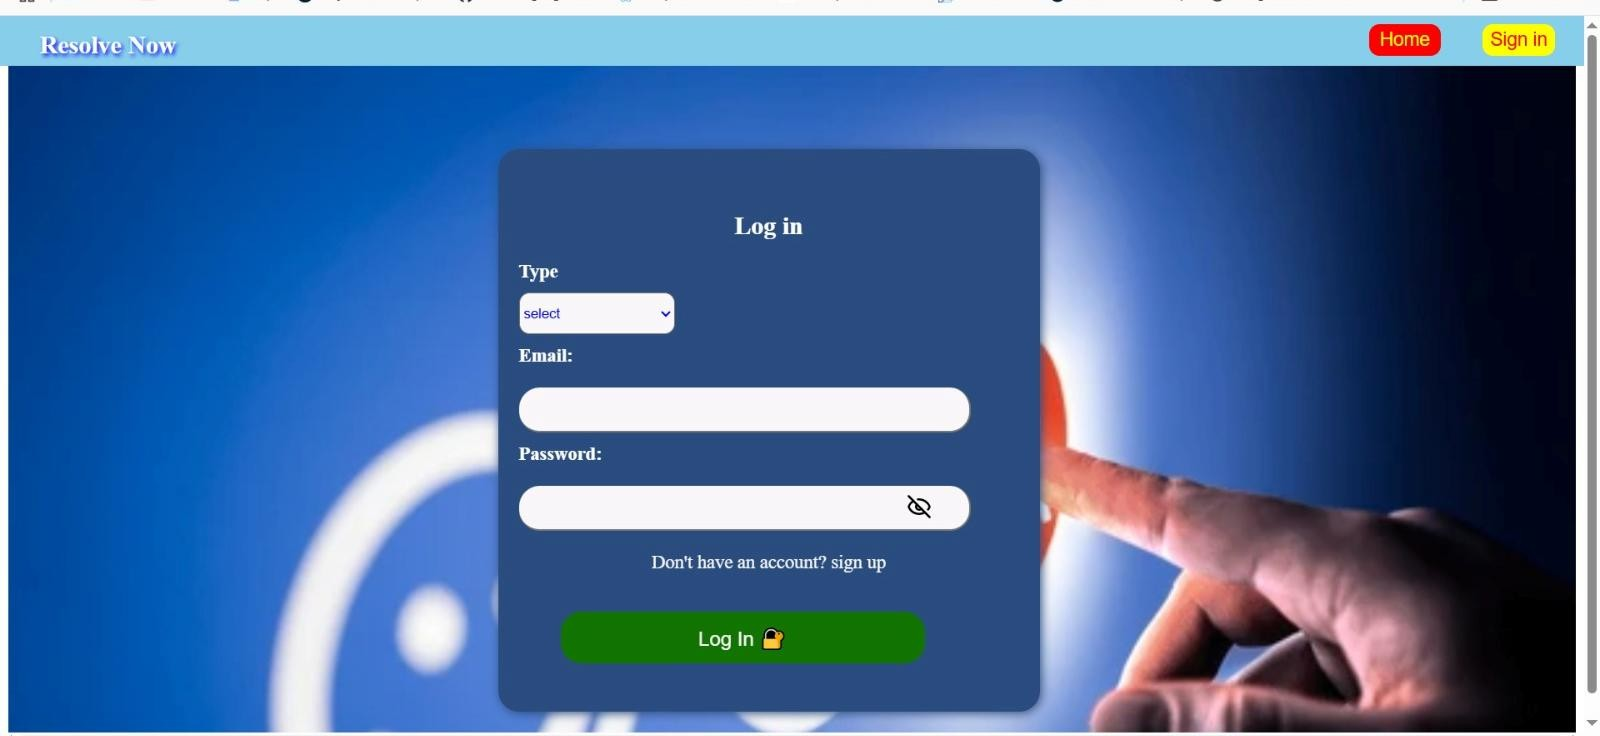 Resolve Now
Home
Sign in
Log in
Type
select
Email:
Password:
Don't have an account? sign up
Log In